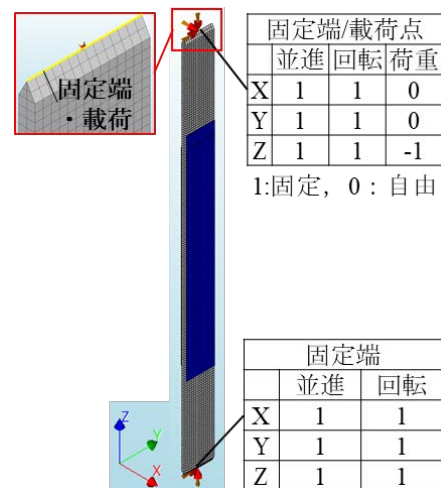 固定端
・載荷
固定端/載荷点
並進 回転 荷重
X 1 1 0
Y 1 1 0
Z 1 1 -1
1:固定, 0:自由
固定端
並進 回転
X 1 1
Y 1 1
Z 1 1
Z
Y
X